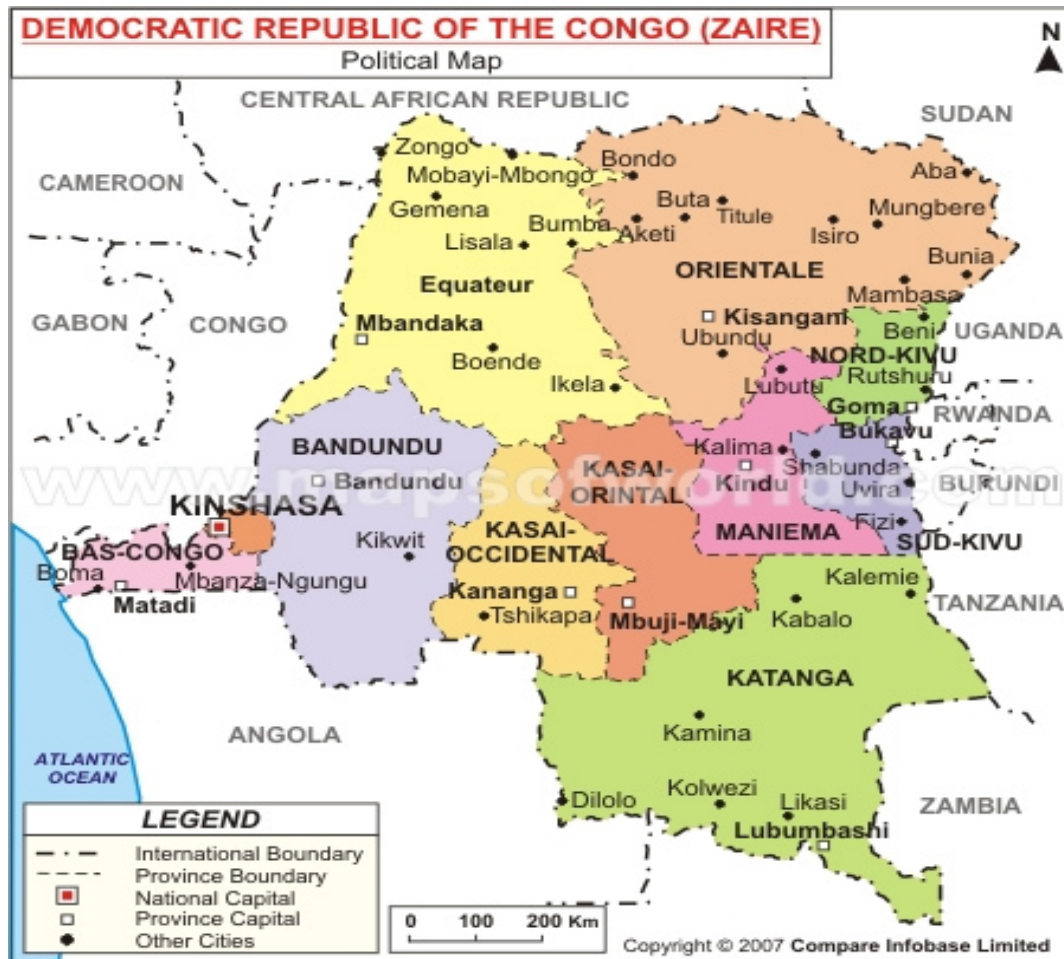 DEMOCRATIC REPUBLIC OF THE CONGO (ZAIRE)
Political Map
N
CENTRAL AFRICAN REPUBLIC
SUDAN
CAMEROON
Zongo
Mobayi-Mbongo
Bondo
Aba
Gemena
Buta
Titule
Mungbere
Lisala
Bumba
Aketi
Isiro
Bunia
ORIENTALE
Equateur
Mambasa
GABON
CONGO
Mbandaka
Kisangani
Beni
UGANDA
Boende
Ubundu
NORD-KIVU
Ikela
Lubutu
Rutshuru
Goma
RWANDA
BANDUNDU
Kalima
Bukavu
Bandundu
KASAI-
ORINTAL
Kindu
Shabunda
Uvira
BURUNDI
www.mapsofworld.com
KINSHASA
KASAI-
OCCIDENTAL
MANIEMA
Fizi
SUD-KIVU
BAS-CONGO
Kikwit
Boma
Mbanza-Ngungu
Matadi
Kananga
Tshikapa
Mbuji-Mayi
Kalemie
Kabalo
TANZANIA
KATANGA
ANGOLA
Kamina
ATLANTIC
OCEAN
Dilolo
Kolwezi
Likasi
Lubumbashi
ZAMBIA
LEGEND
International Boundary
Province Boundary
National Capital
Province Capital
Other Cities
0 100 200 Km
Copyright © 2007 Compare Infobase Limited